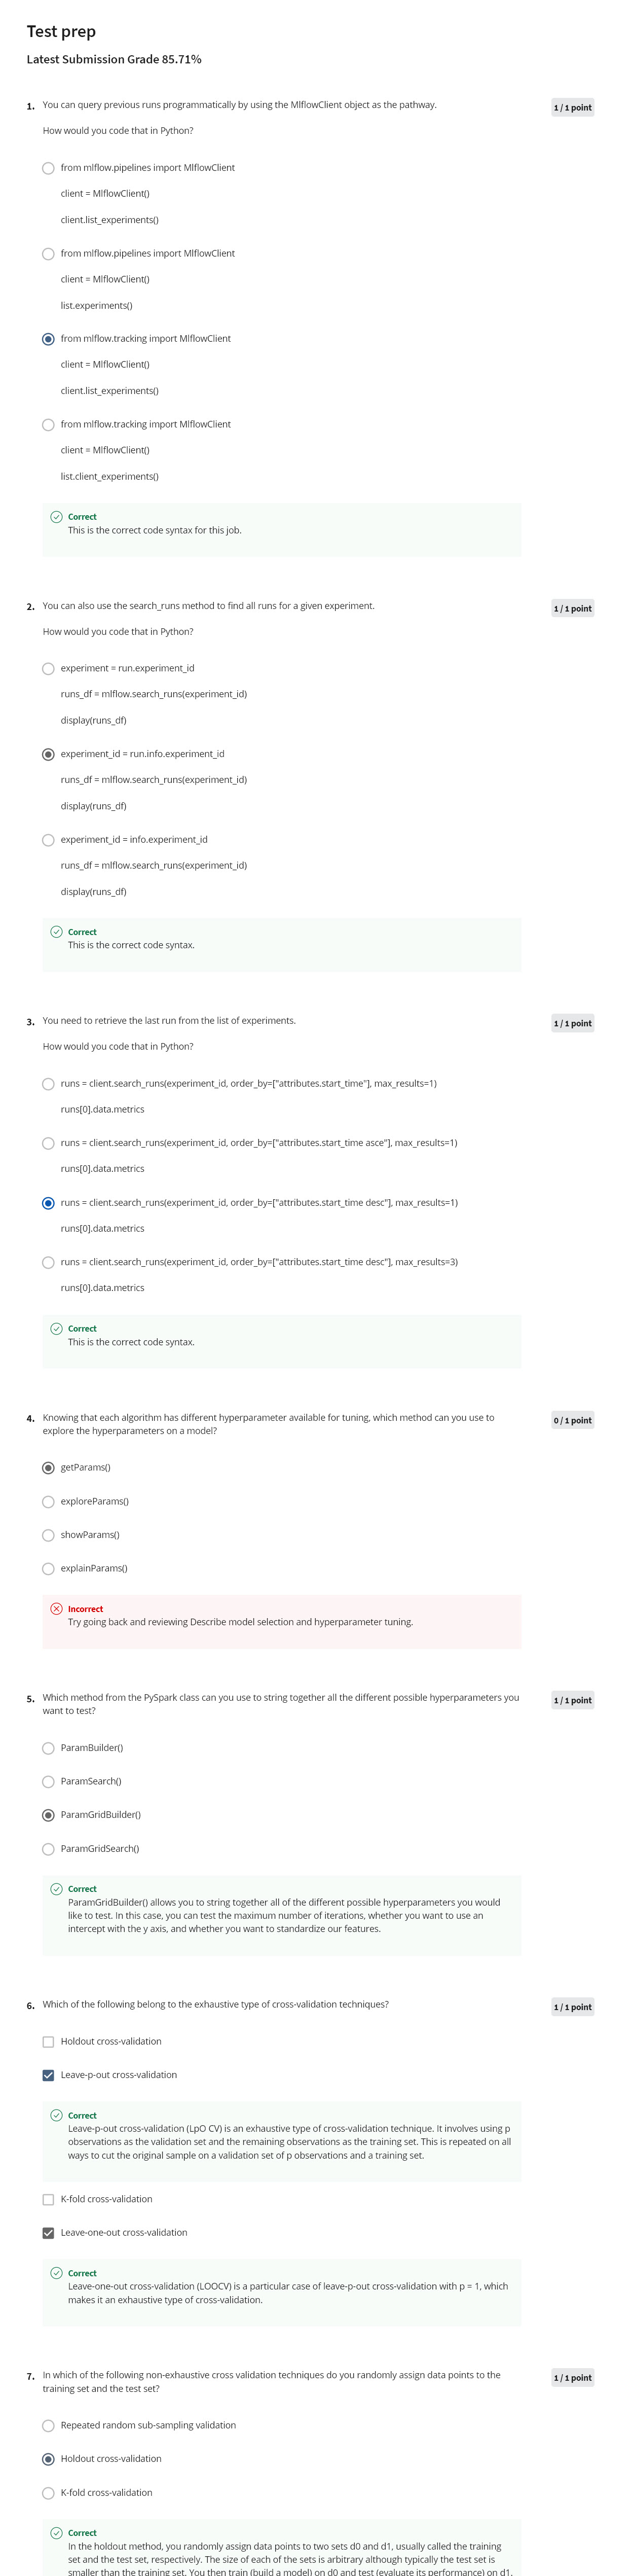 Test prep
Latest Submission Grade 85.71%
1. You can query previous runs programmatically by using the MlflowClient object as the pathway.
1 / 1 point
How would you code that in Python?
from mlflow.pipelines import MlflowClient
client = MlflowClient()
client.list_experiments()
from mlflow.pipelines import MlflowClient
client = MlflowClient()
list.experiments()
from mlflow.tracking import MlflowClient
client = MlflowClient()
client.list_experiments()
from mlflow.tracking import MlflowClient
client = MlflowClient()
list.client_experiments()
Correct
This is the correct code syntax for this job.
2. You can also use the search_runs method to find all runs for a given experiment.
1 / 1 point
How would you code that in Python?
experiment = run.experiment_id
runs_df = mlflow.search_runs(experiment_id)
display(runs_df)
experiment_id = run.info.experiment_id
runs_df = mlflow.search_runs(experiment_id)
display(runs_df)
experiment_id = info.experiment_id
runs_df = mlflow.search_runs(experiment_id)
display(runs_df)
Correct
This is the correct code syntax.
3. You need to retrieve the last run from the list of experiments.
1 / 1 point
How would you code that in Python?
runs = client.search_runs(experiment_id, order_by=["attributes.start_time"], max_results=1)
runs[0].data.metrics
runs = client.search_runs(experiment_id, order_by=["attributes.start_time asce"], max_results=1)
runs[0].data.metrics
runs = client.search_runs(experiment_id, order_by=["attributes.start_time desc"], max_results=1)
runs[0].data.metrics
runs = client.search_runs(experiment_id, order_by=["attributes.start_time desc"], max_results=3)
runs[0].data.metrics
Correct
This is the correct code syntax.
4. Knowing that each algorithm has different hyperparameter available for tuning, which method can you use to
explore the hyperparameters on a model?
0 / 1 point
getParams()
exploreParams()
showParams()
explainParams()
Incorrect
Try going back and reviewing Describe model selection and hyperparameter tuning.
5. Which method from the PySpark class can you use to string together all the different possible hyperparameters you
want to test?
1 / 1 point
ParamBuilder()
ParamSearch()
ParamGridBuilder()
ParamGridSearch()
Correct
ParamGridBuilder() allows you to string together all of the different possible hyperparameters you would
like to test. In this case, you can test the maximum number of iterations, whether you want to use an
intercept with the y axis, and whether you want to standardize our features.
6. Which of the following belong to the exhaustive type of cross-validation techniques?
1 / 1 point
Holdout cross-validation
Leave-p-out cross-validation
Correct
Leave-p-out cross-validation (LpO CV) is an exhaustive type of cross-validation technique. It involves using p
observations as the validation set and the remaining observations as the training set. This is repeated on all
ways to cut the original sample on a validation set of p observations and a training set.
K-fold cross-validation
Leave-one-out cross-validation
Correct
Leave-one-out cross-validation (LOOCV) is a particular case of leave-p-out cross-validation with p = 1, which
makes it an exhaustive type of cross-validation.
7. In which of the following non-exhaustive cross validation techniques do you randomly assign data points to the
training set and the test set?
1 / 1 point
Repeated random sub-sampling validation
Holdout cross-validation
K-fold cross-validation
Correct
In the holdout method, you randomly assign data points to two sets d0 and d1, usually called the training
set and the test set, respectively. The size of each of the sets is arbitrary although typically the test set is
smaller than the training set. You then train (build a model) on d0 and test (evaluate its performance) on d1.